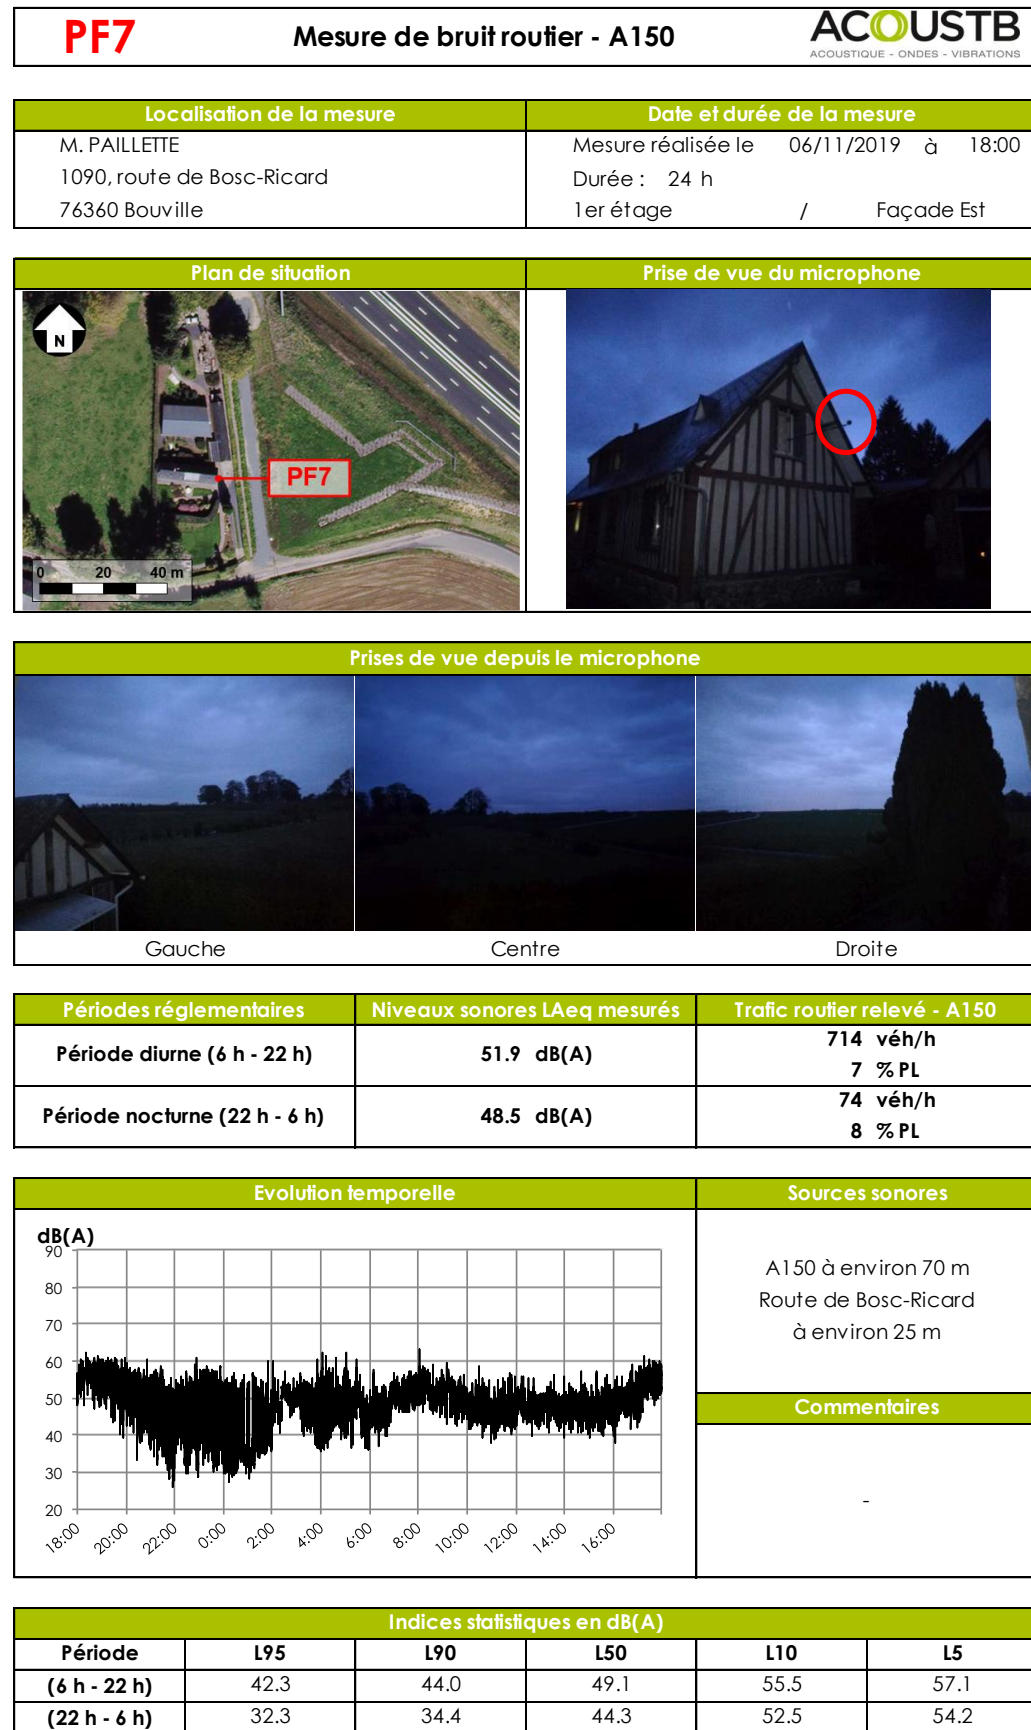 PF7
Mesure de bruit routier - A150
ACOUSTB
ACOUSTIQUE - ONDES - VIBRATIONS
Localisation de la mesure
Date et durée de la mesure
M. PAILLETTE
Mesure réalisée le 06/11/2019 à 18:00
1090, route de Bosc-Ricard
Durée : 24 h
76360 Bouville
1er étage / Façade Est
Plan de situation
Prise de vue du microphone
N
PF7
0 20 40 m
Prises de vue depuis le microphone
Gauche
Centre
Droite
Périodes réglementaires
Niveaux sonores LAeq mesurés
Trafic routier relevé - A150
Période diurne (6 h - 22 h)
51.9 dB(A)
714 véh/h
7 % PL
Période nocturne (22 h - 6 h)
48.5 dB(A)
74 véh/h
8 % PL
Evolution temporelle
Sources sonores
dB(A)
90
80
70
60
50
40
30
20
18:00 20:00 22:00 0:00 2:00 4:00 6:00 8:00 10:00 12:00 14:00 16:00
A150 à environ 70 m
Route de Bosc-Ricard
à environ 25 m
Commentaires
-
Indices statistiques en dB(A)
Période L95 L90 L50 L10 L5
(6 h - 22 h) 42.3 44.0 49.1 55.5 57.1
(22 h - 6 h) 32.3 34.4 44.3 52.5 54.2